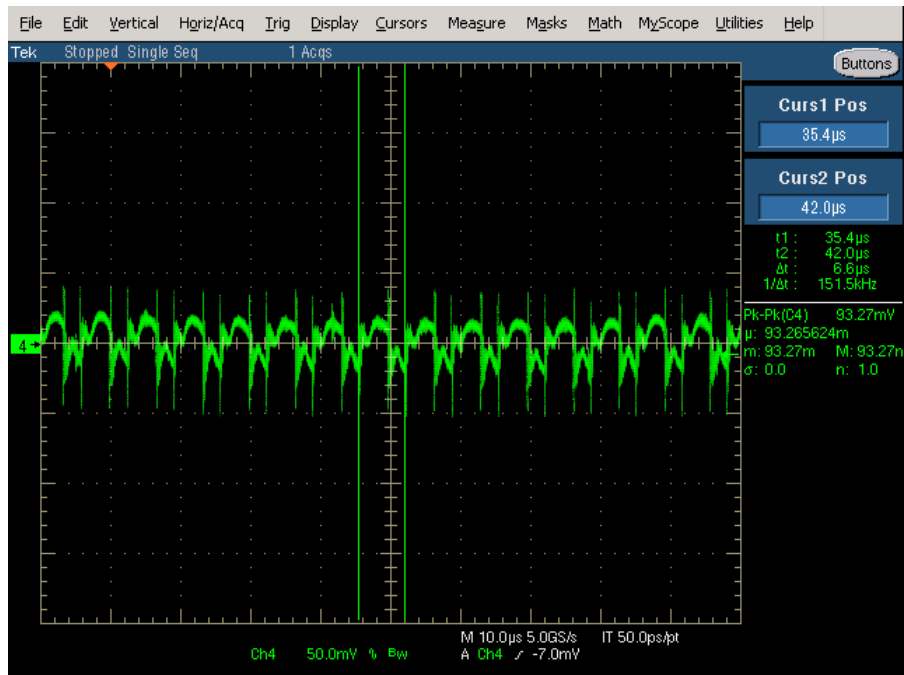 File Edit Vertical Horiz/Acq Trig Display Cursors Measure Masks Math MyScope Utilities Help
Tek Stopped Single Seq 1 Acqs
Buttons
Curs1 Pos
35.4µs
Curs2 Pos
42.0µs
t1 : 35.4µs
t2 : 42.0µs
Δt : 6.6µs
1/Δt : 151.5kHz
Pk-Pk(C4) 93.27mV
µ: 93.265624m
m: 93.27m M: 93.27m
σ: 0.0 n: 1.0
4
M 10.0µs 5.0GS/s IT 50.0ps/pt
Ch4 50.0mV % BW A Ch4 / -7.0mV